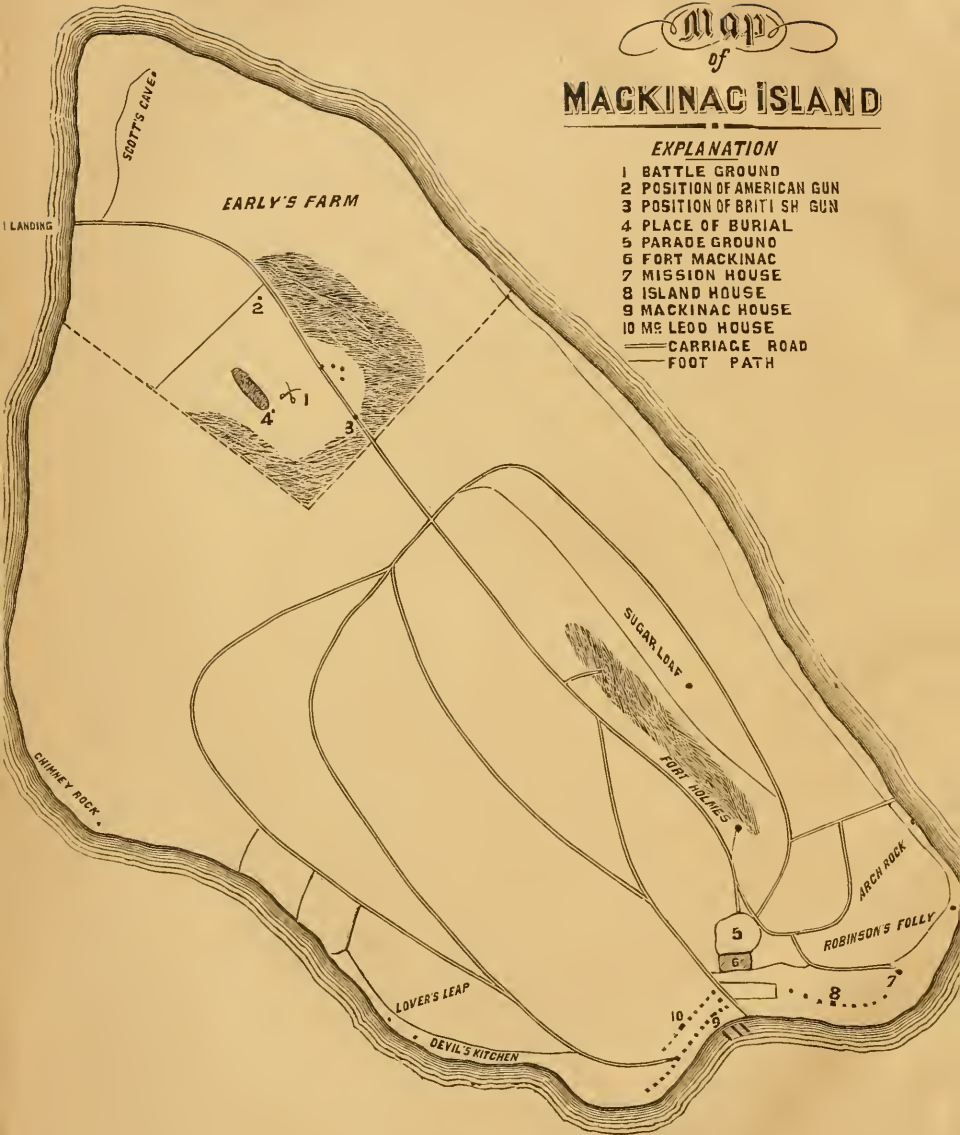 Map
of
MACKINAC ISLAND
EXPLANATION
1 BATTLE GROUND
2 POSITION OF AMERICAN GUN
3 POSITION OF BRITISH GUN
4 PLACE OF BURIAL
5 PARADE GROUND
6 FORT MACKINAC
7 MISSION HOUSE
8 ISLAND HOUSE
9 MACKINAC HOUSE
10 Mc LEOD HOUSE
CARRIAGE ROAD
FOOT PATH
SCOTT'S CAVE
EARLY'S FARM
LANDING
2
1
4
3
SUGAR LOAF
FORT HOLMES
CHIMNEY ROCK
ARCH ROCK
ROBINSON'S FOLLY
5
6
7
8
LOVER'S LEAP
10
9
DEVIL'S KITCHEN